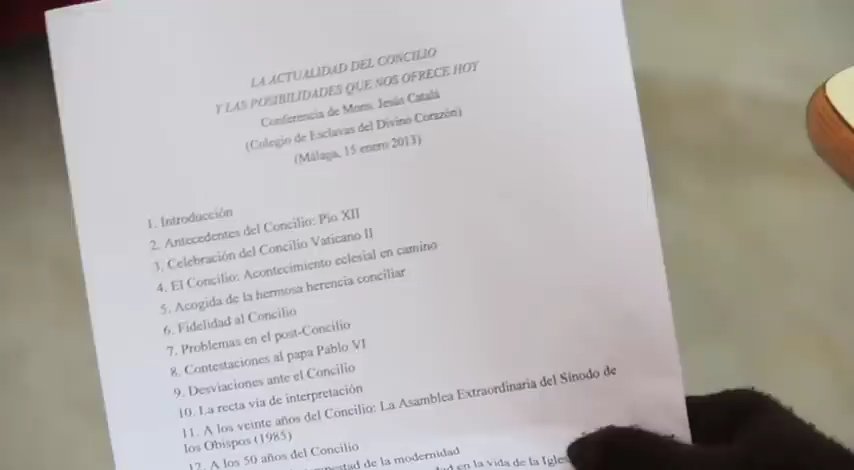 LA ACTUALIDAD DEL CONCILIO
Y LAS POSIBILIDADES QUE NOS OFRECE HOY
Conferencia de Mons. Jesús Catalá
(Colegio de Esclavas del Divino Corazón)
(Málaga, 15 enero 2013)
1. Introducción
2. Antecedentes del Concilio: Pío XII
3. Celebración del Concilio Vaticano II
4. El Concilio: Acontecimiento eclesial en camino
5. Acogida de la hermosa herencia conciliar
6. Fidelidad al Concilio
7. Problemas en el post-Concilio
8. Contestaciones al papa Pablo VI
9. Desviaciones ante el Concilio
10. La recta vía de interpretación
11. A los veinte años del Concilio: La Asamblea Extraordinaria del Sínodo de
los Obispos (1985)
12. A los 50 años del Concilio
de la modernidad
en la vida de la